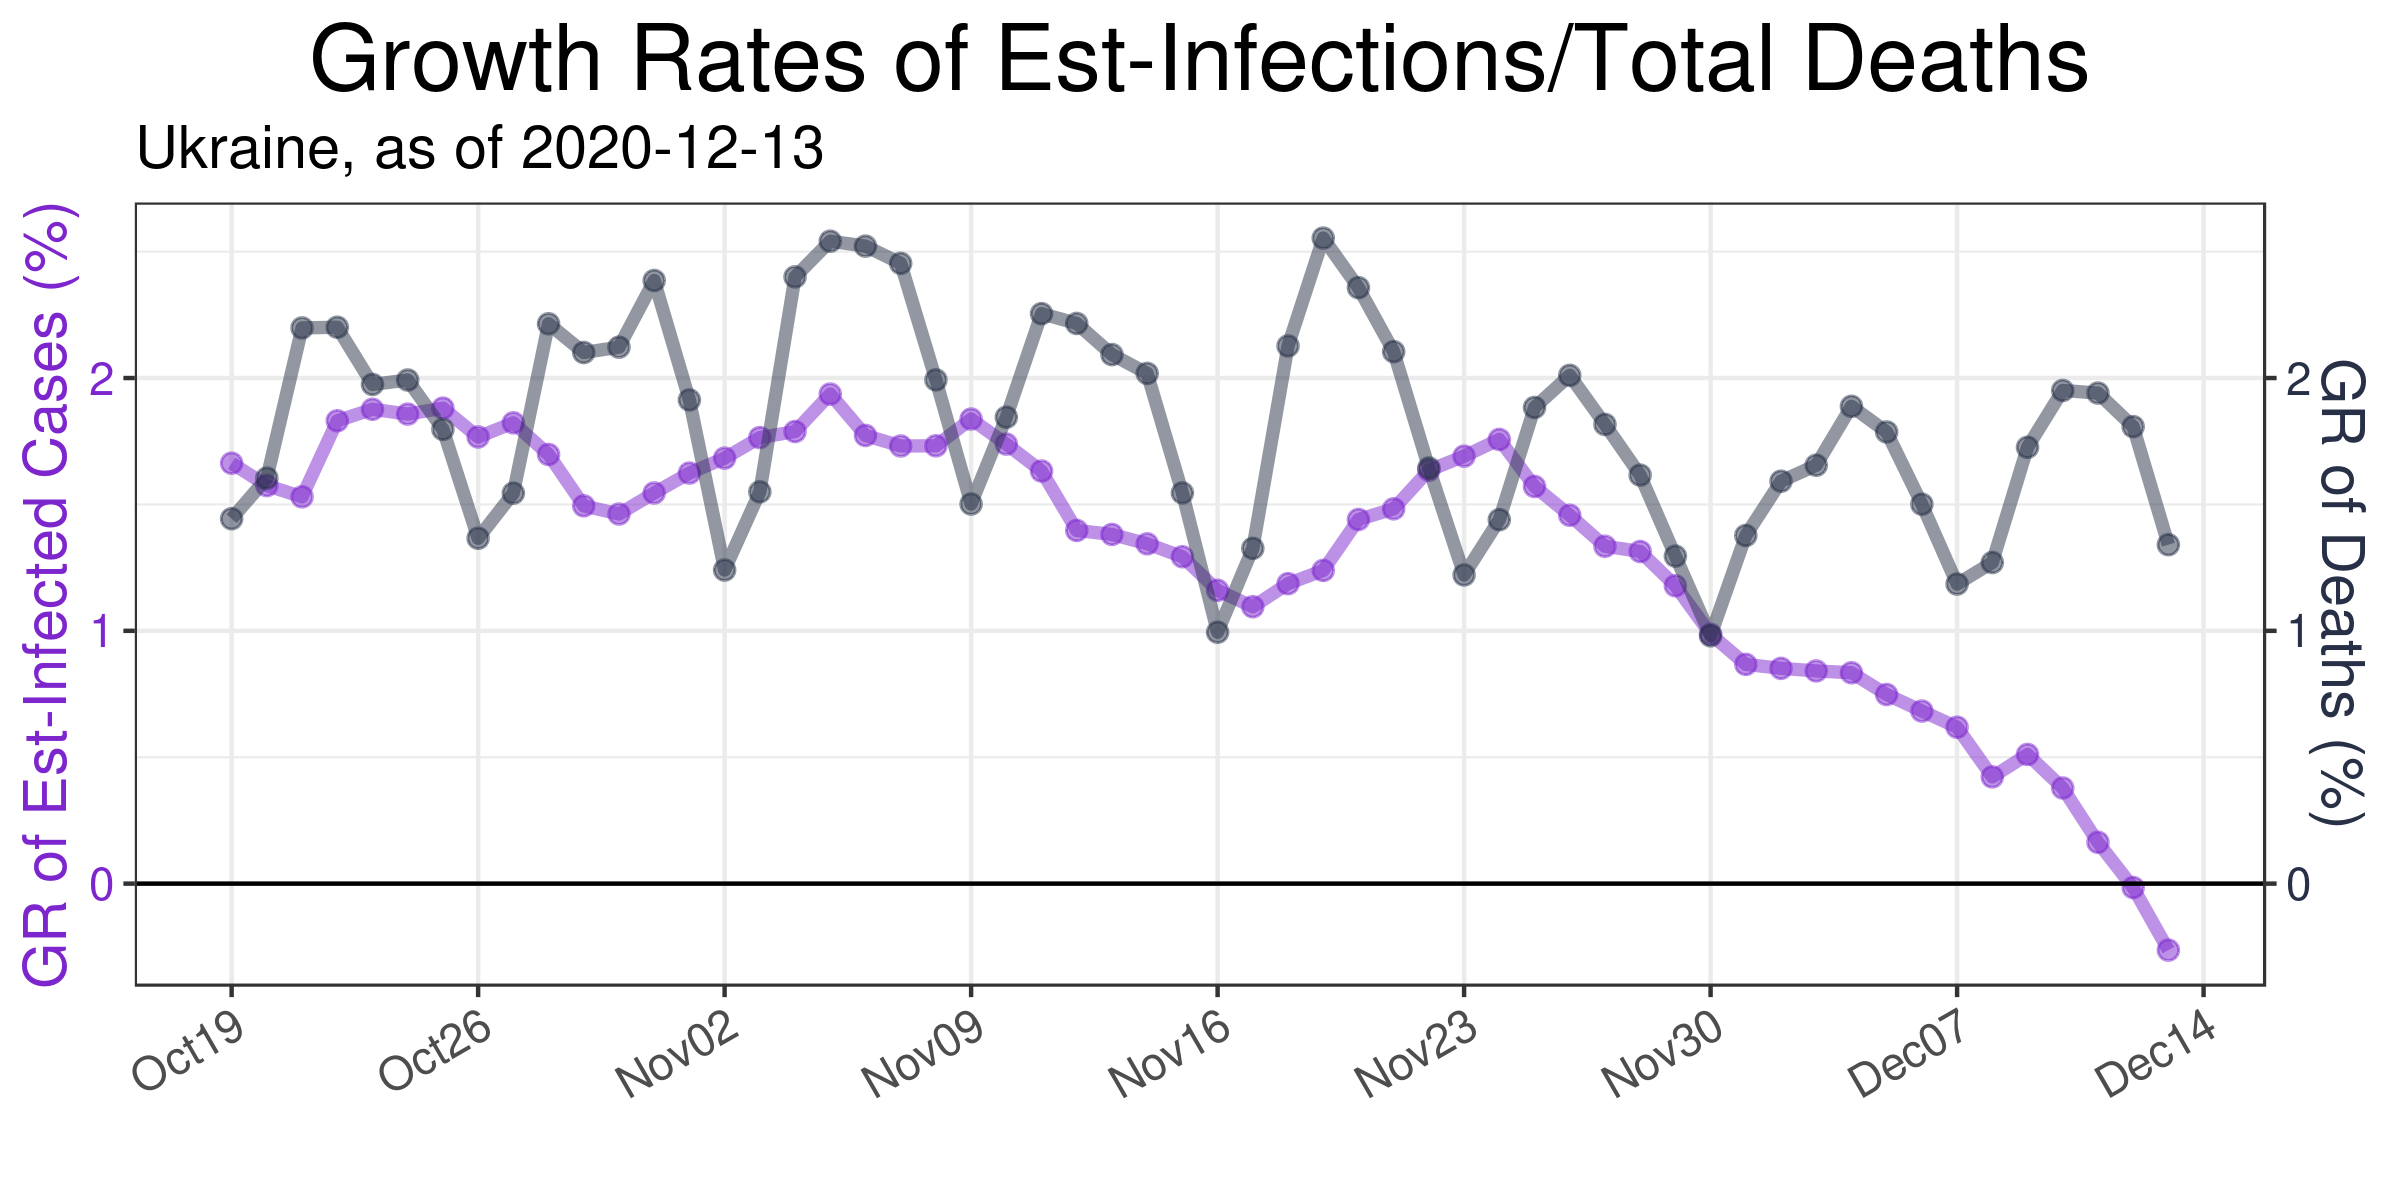 Growth Rates of Est-Infections/Total Deaths
Ukraine, as of 2020-12-13
GR of Est-Infected Cases (%)
2
1
0
2
1
0
GR of Deaths (%)
Oct19
Oct26
Nov02
Nov09
Nov16
Nov23
Nov30
Dec07
Dec14